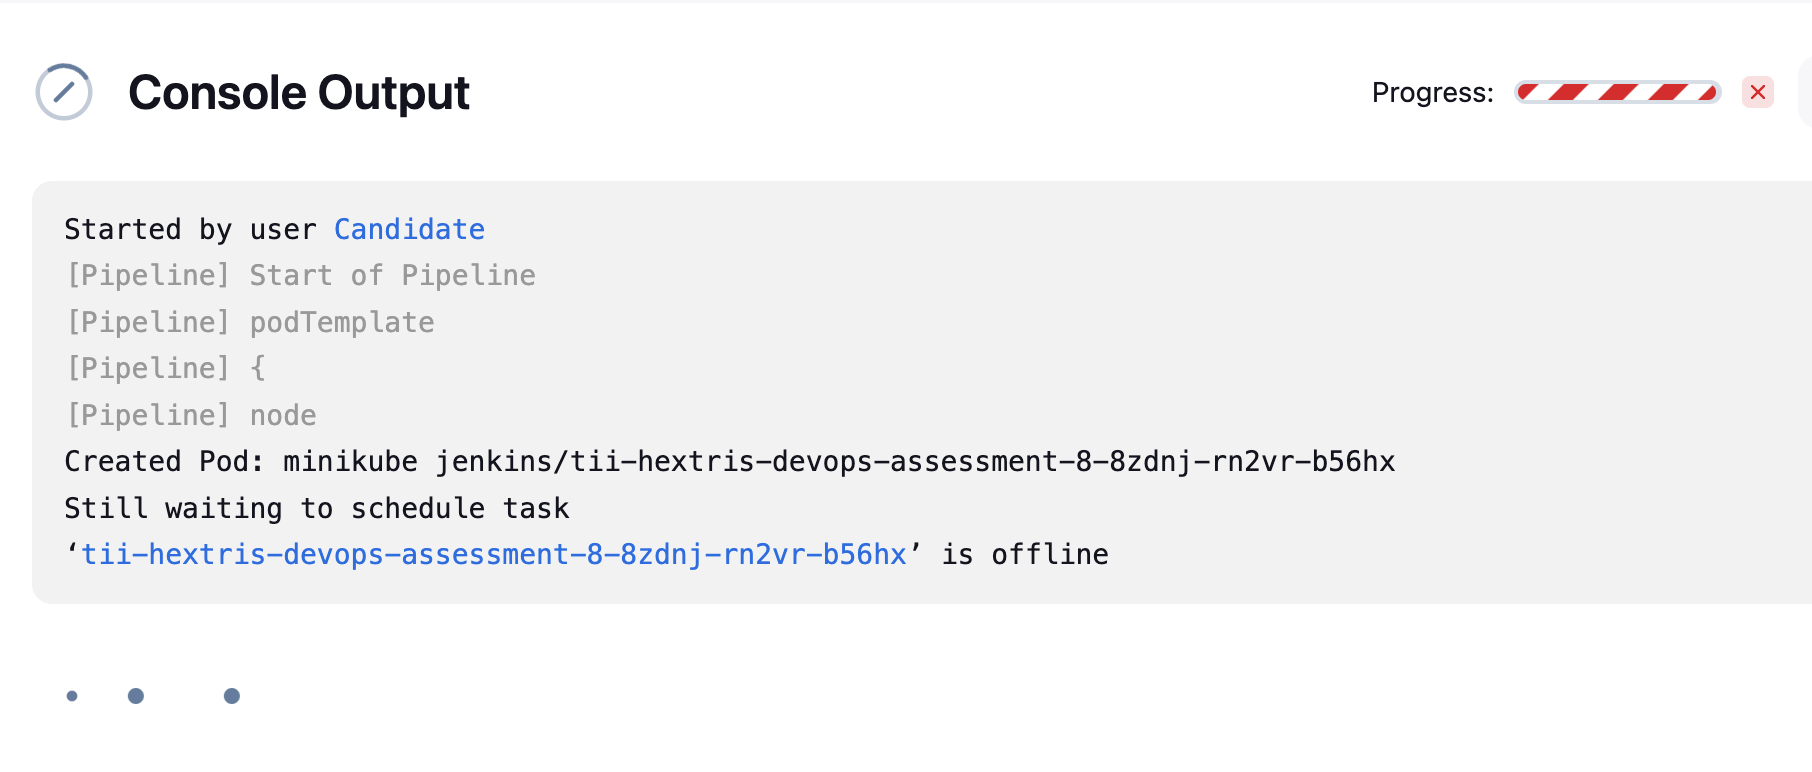 Console Output
Progress:
Started by user Candidate
[Pipeline] Start of Pipeline
[Pipeline] podTemplate
[Pipeline] {
[Pipeline] node
Created Pod: minikube jenkins/tii-hextris-devops-assessment-8-8zdnj-rn2vr-b56hx
Still waiting to schedule task
‘tii-hextris-devops-assessment-8-8zdnj-rn2vr-b56hx’ is offline